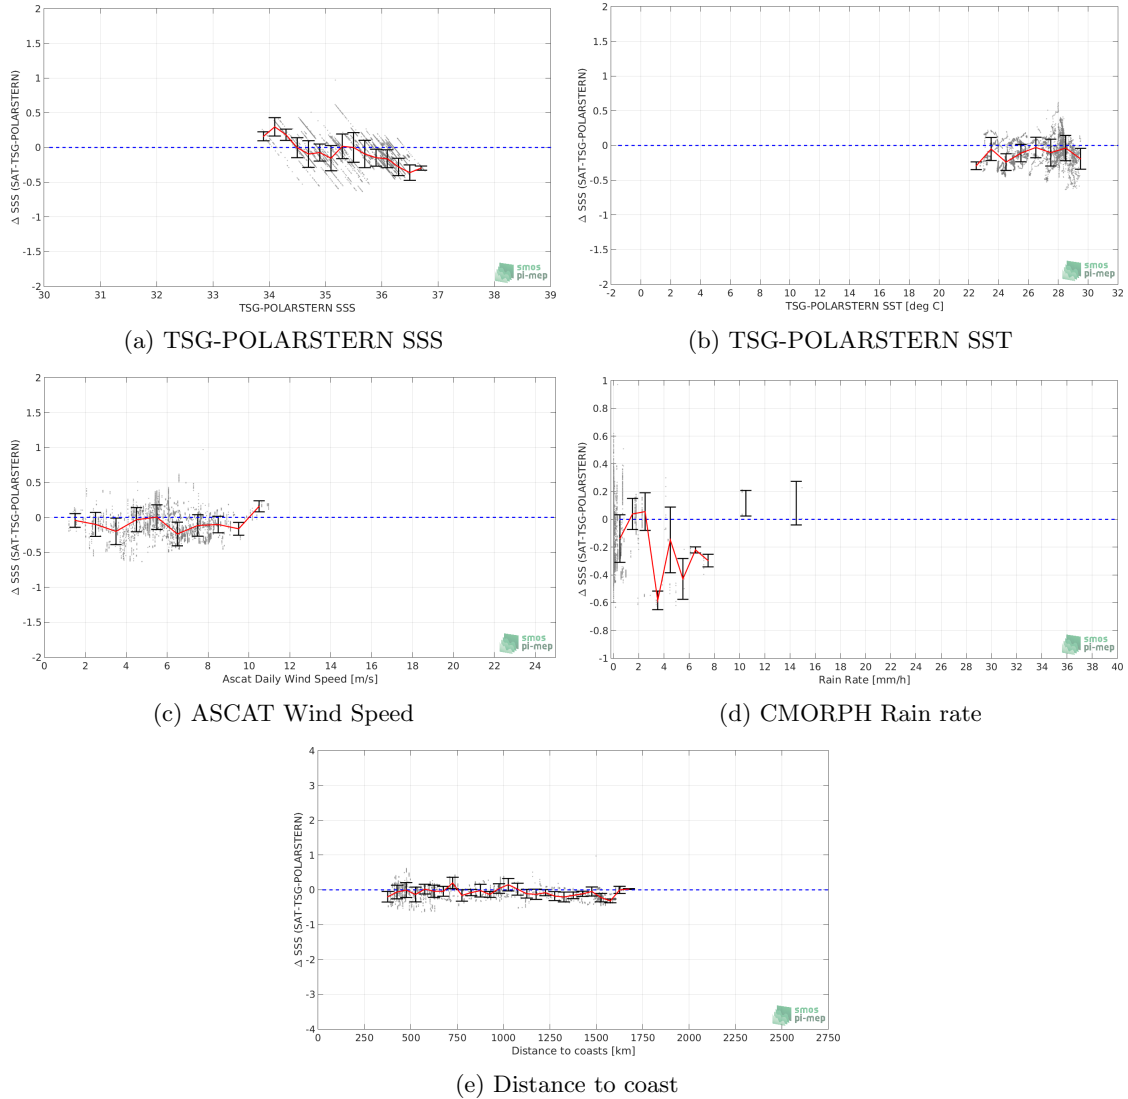 2
1.5
1
0.5
0
-0.5
-1
-1.5
-2
Δ SSS (SAT-TSG-POLARSTERN)
30 31 32 33 34 35 36 37 38 39
TSG-POLARSTERN SSS
smos
pi-mep
(a) TSG-POLARSTERN SSS
2
1.5
1
0.5
0
-0.5
-1
-1.5
-2
Δ SSS (SAT-TSG-POLARSTERN)
-2 0 2 4 6 8 10 12 14 16 18 20 22 24 26 28 30 32
TSG-POLARSTERN SST [deg C]
smos
pi-mep
(b) TSG-POLARSTERN SST
2
1.5
1
0.5
0
-0.5
-1
-1.5
-2
Δ SSS (SAT-TSG-POLARSTERN)
0 2 4 6 8 10 12 14 16 18 20 22 24
Ascat Daily Wind Speed [m/s]
smos
pi-mep
(c) ASCAT Wind Speed
1
0.8
0.6
0.4
0.2
0
-0.2
-0.4
-0.6
-0.8
-1
Δ SSS (SAT-TSG-POLARSTERN)
0 2 4 6 8 10 12 14 16 18 20 22 24 26 28 30 32 34 36 38 40
Rain Rate [mm/h]
smos
pi-mep
(d) CMORPH Rain rate
4
3
2
1
0
-1
-2
-3
-4
Δ SSS (SAT-TSG-POLARSTERN)
0 250 500 750 1000 1250 1500 1750 2000 2250 2500 2750
Distance to coasts [km]
smos
pi-mep
(e) Distance to coast